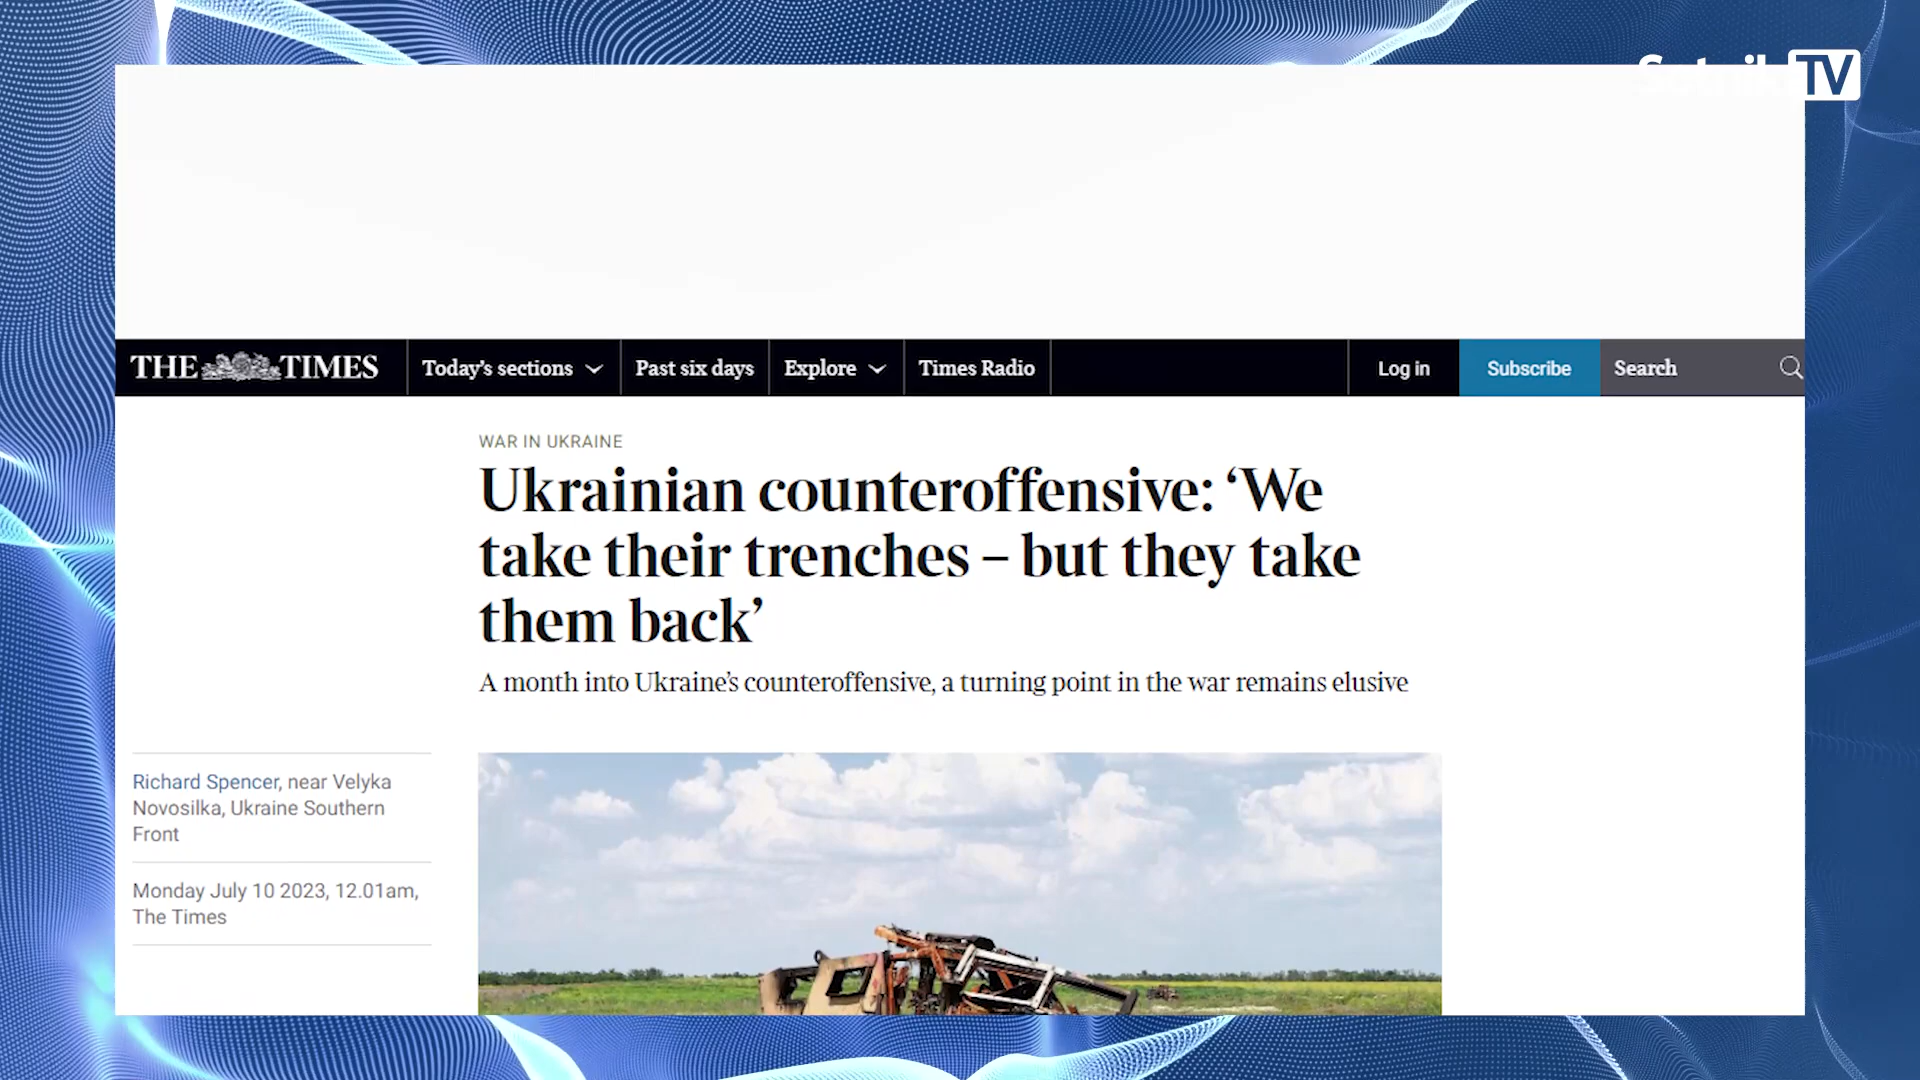 TV
THE TIMES
Today's sections
Past six days
Explore
Times Radio
Log in
Subscribe
Search
WAR IN UKRAINE
Ukrainian counteroffensive: ‘We
take their trenches – but they take
them back’
A month into Ukraine's counteroffensive, a turning point in the war remains elusive
Richard Spencer, near Velyka
Novosilka, Ukraine Southern
Front
Monday July 10 2023, 12.01am,
The Times